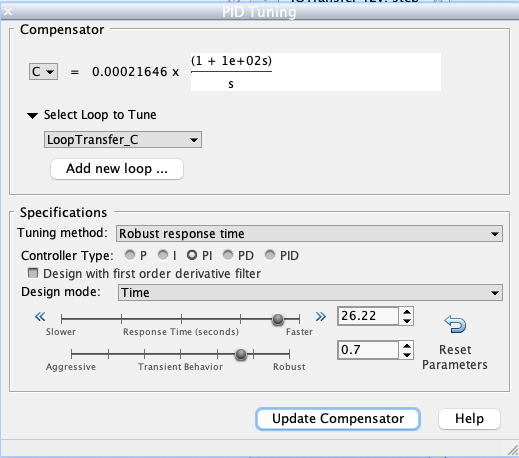 PID Tuning
Compensator
C = 0.00021646 x (1 + 1e+02s)
s
Select Loop to Tune
LoopTransfer_C
Add new loop ...
Specifications
Tuning method: Robust response time
Controller Type: P I PI PD PID
Design with first order derivative filter
Design mode: Time
« » 26.22
Slower Response Time (seconds) Faster
0.7 Reset
Aggressive Transient Behavior Robust Parameters
Update Compensator Help